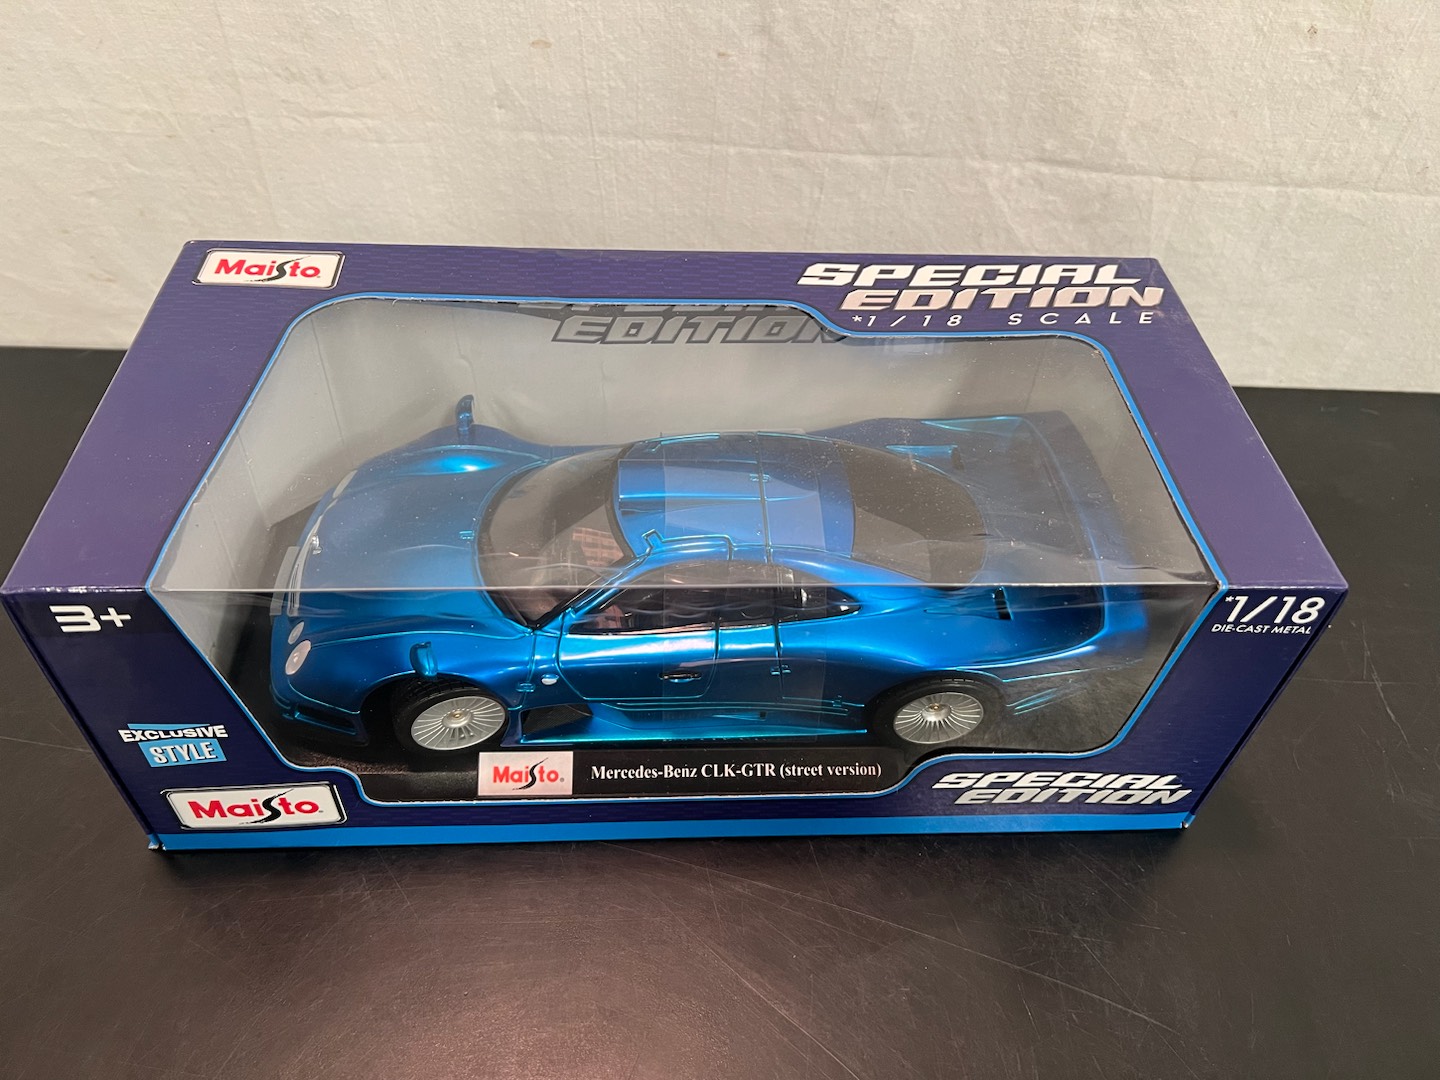 Maisto
SPECIAL
EDITION
*1/18 SCALE
EDITION
3+
*1/18
DIE-CAST METAL
EXCLUSIVE
STYLE
Maisto
Maisto
Mercedes-Benz CLK-GTR (street version)
SPECIAL
EDITION